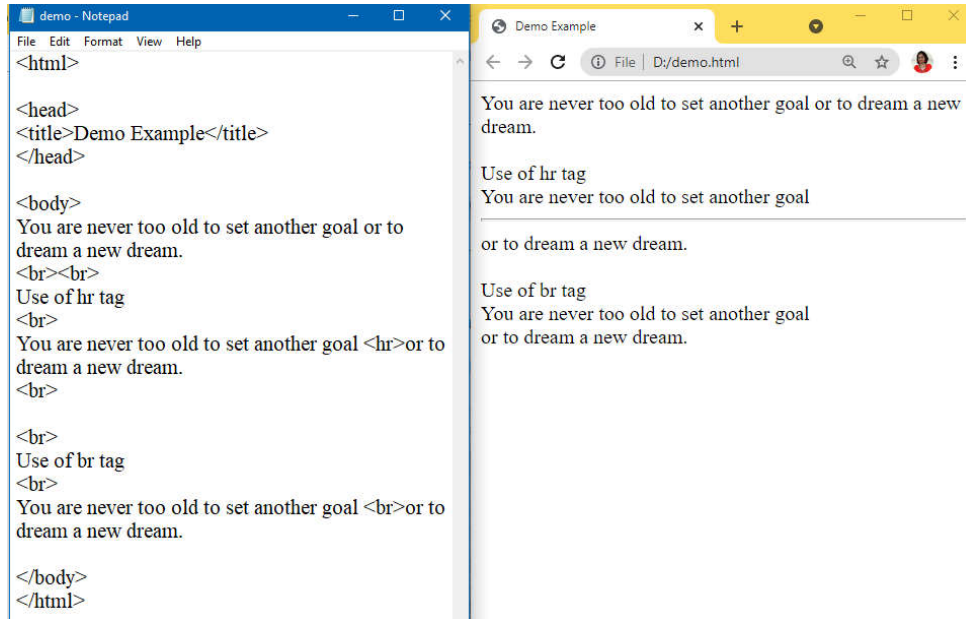 demo - Notepad
File Edit Format View Help
<html>
<head>
<title>Demo Example</title>
</head>
<body>
You are never too old to set another goal or to
dream a new dream.
<br><br>
Use of hr tag
<br>
You are never too old to set another goal <hr>or to
dream a new dream.
<br>
<br>
Use of br tag
<br>
You are never too old to set another goal <br>or to
dream a new dream.
</body>
</html>
Demo Example
File D:/demo.html
You are never too old to set another goal or to dream a new
dream.
Use of hr tag
You are never too old to set another goal
or to dream a new dream.
Use of br tag
You are never too old to set another goal
or to dream a new dream.